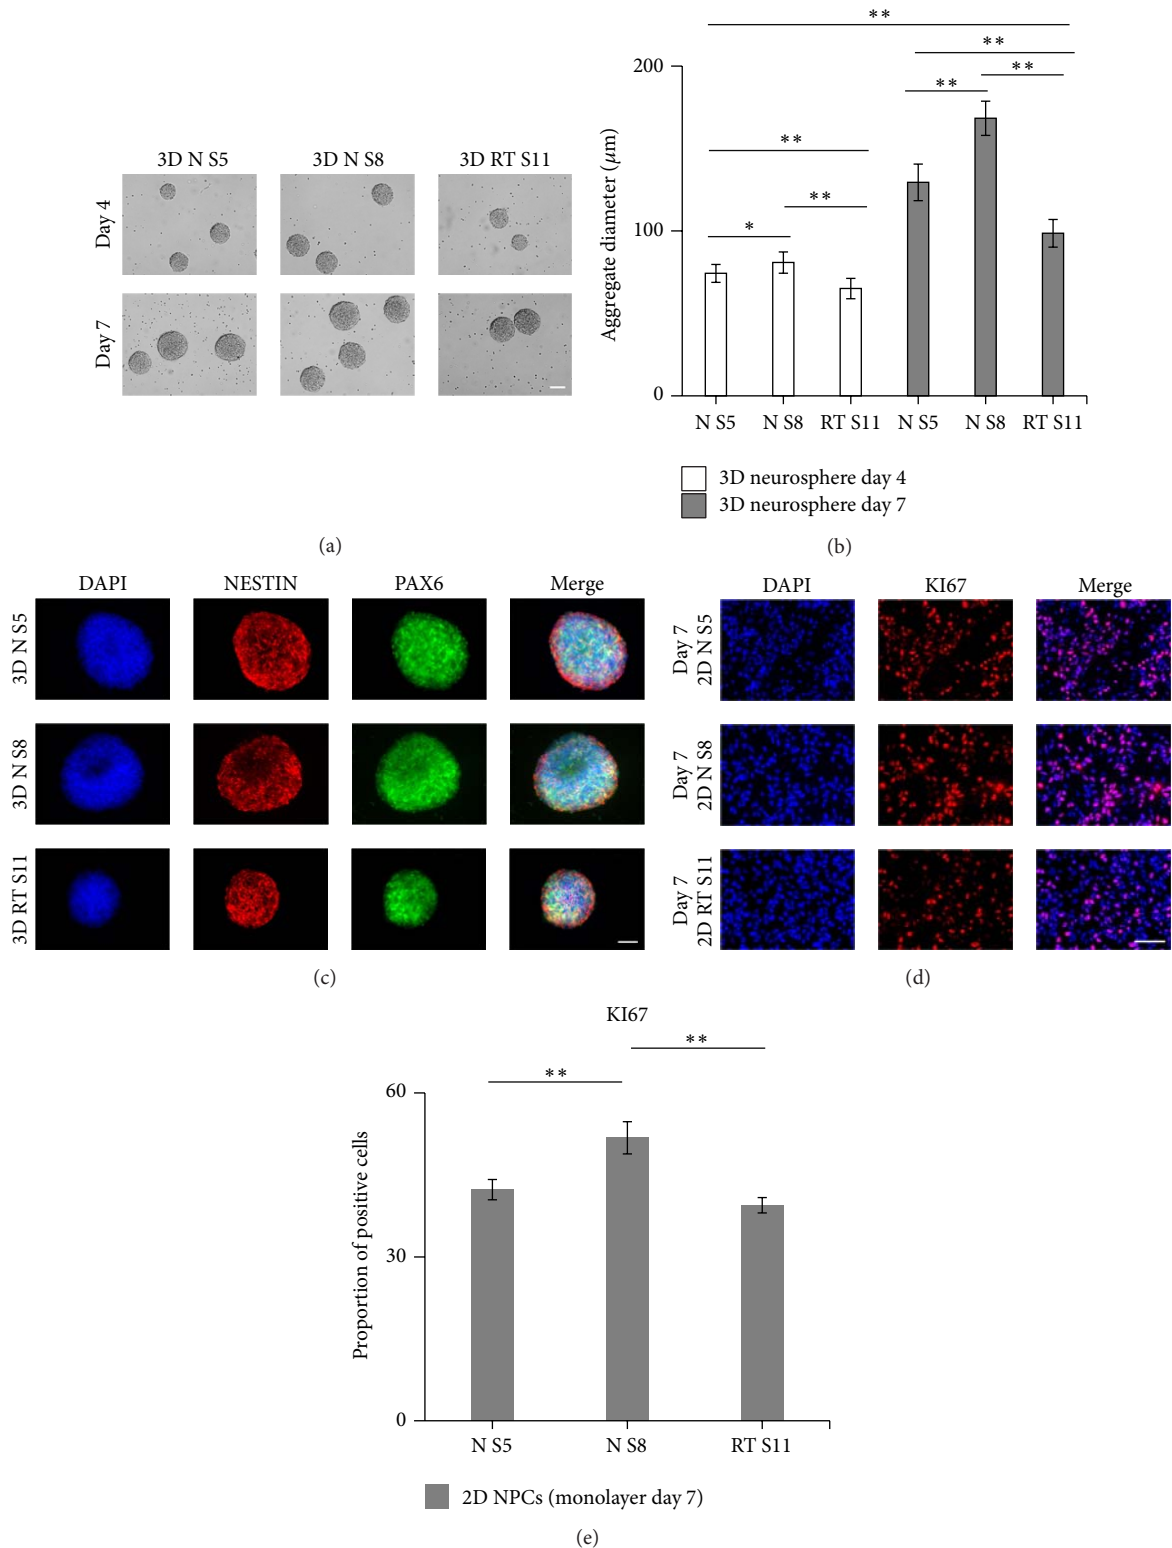 3D N S5
3D N S8
3D RT S11
Day 4
Day 7
(a)
**
**
**
**
**
**
*
200
100
0
Aggregate diameter (μm)
N S5
N S8
RT S11
N S5
N S8
RT S11
3D neurosphere day 4
3D neurosphere day 7
(b)
DAPI
NESTIN
PAX6
Merge
3D N S5
3D N S8
3D RT S11
(c)
DAPI
KI67
Merge
Day 7
2D N S5
Day 7
2D N S8
Day 7
2D RT S11
(d)
KI67
**
**
60
30
0
Proportion of positive cells
N S5
N S8
RT S11
2D NPCs (monolayer day 7)
(e)